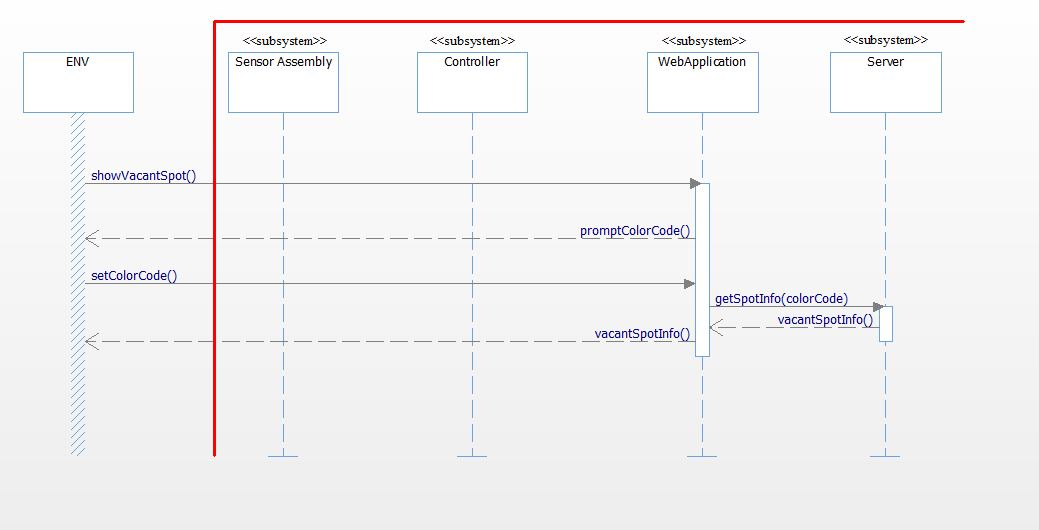 <<subsystem>> <<subsystem>> <<subsystem>> <<subsystem>>
ENV Sensor Assembly Controller WebApplication Server
showVacantSpot()
promptColorCode()
setColorCode()
getSpotInfo(colorCode)
vacantSpotInfo()
vacantSpotInfo()